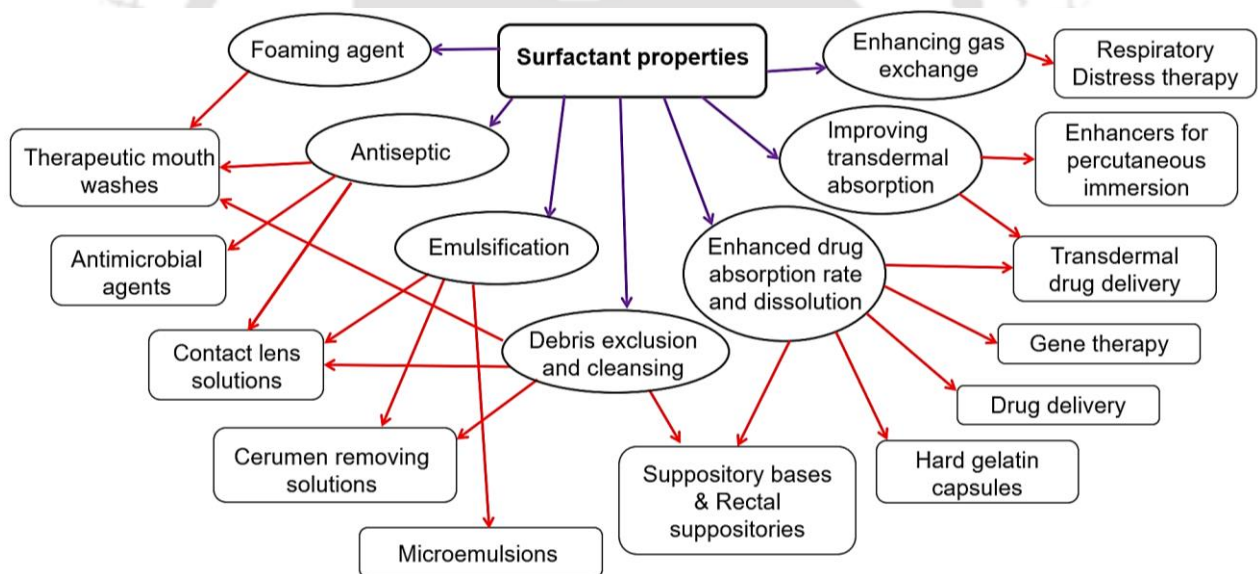 Surfactant properties
Foaming agent
Enhancing gas
exchange
Respiratory
Distress therapy
Therapeutic mouth
washes
Antiseptic
Improving
transdermal
absorption
Enhancers for
percutaneous
immersion
Antimicrobial
agents
Emulsification
Enhanced drug
absorption rate
and dissolution
Transdermal
drug delivery
Contact lens
solutions
Debris exclusion
and cleansing
Gene therapy
Drug delivery
Cerumen removing
solutions
Suppository bases
& Rectal
suppositories
Hard gelatin
capsules
Microemulsions